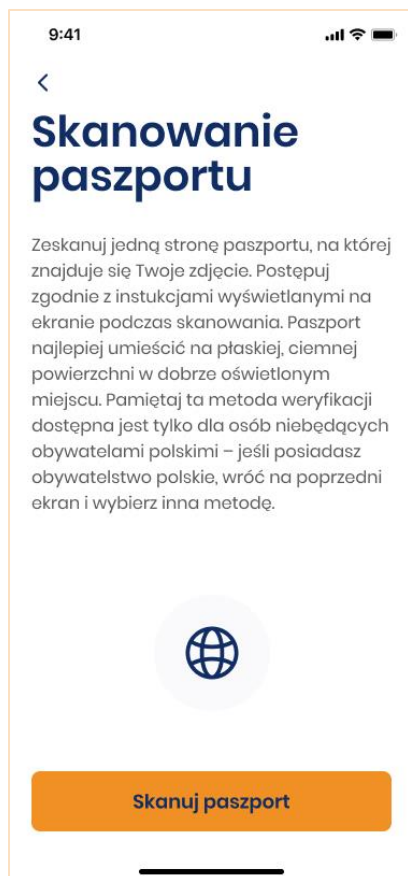 9:41
Skanowanie
paszportu
Zeskanuj jedną stronę paszportu, na której
znajduje się Twoje zdjęcie. Postępuj
zgodnie z instukcjami wyświetlanymi na
ekranie podczas skanowania. Paszport
najlepiej umieścić na płaskiej, ciemnej
powierzchni w dobrze oświetlonym
miejscu. Pamiętaj ta metoda weryfikacji
dostępna jest tylko dla osób niebędących
obywatelami polskimi – jeśli posiadasz
obywatelstwo polskie, wróć na poprzedni
ekran i wybierz inna metodę.
Skanuj paszport